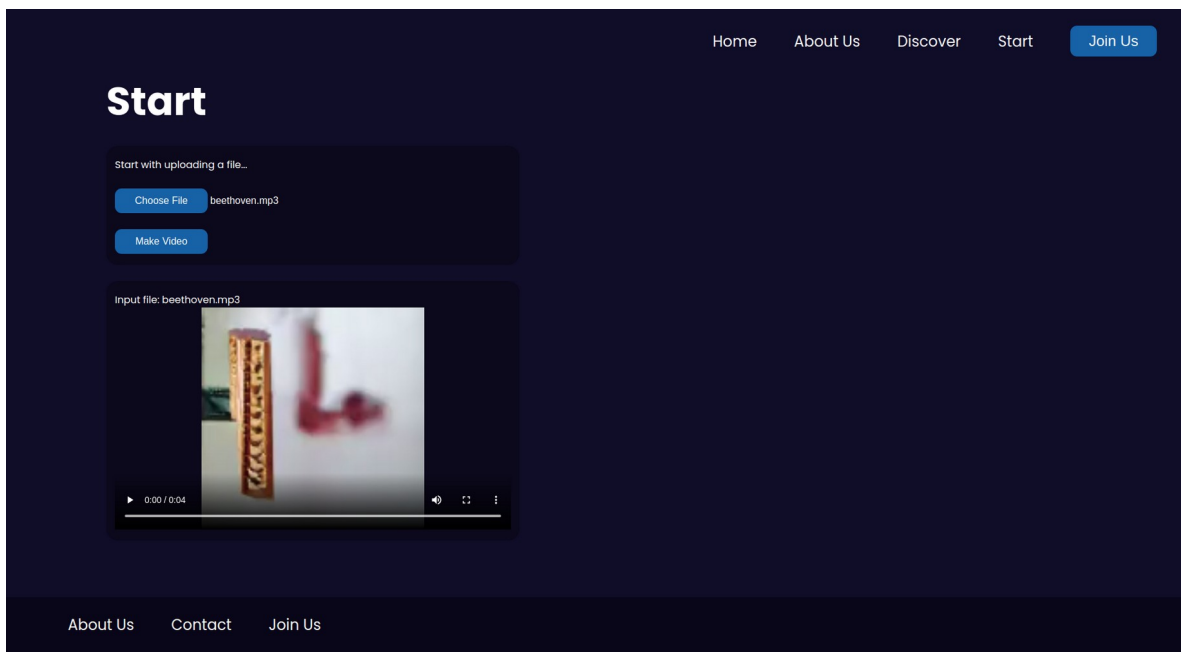 Home About Us Discover Start Join Us
Start
Start with uploading a file...
Choose File beethoven.mp3
Make Video
Input file: beethoven.mp3
0:00 / 0:04
About Us Contact Join Us